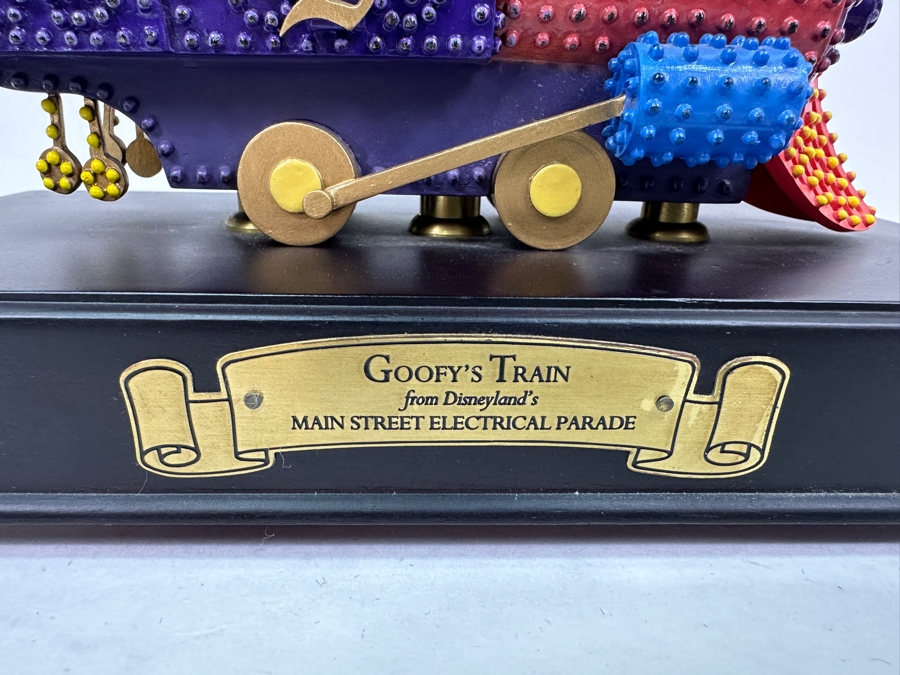 GOOFY'S TRAIN
from Disneyland's
MAIN STREET ELECTRICAL PARADE